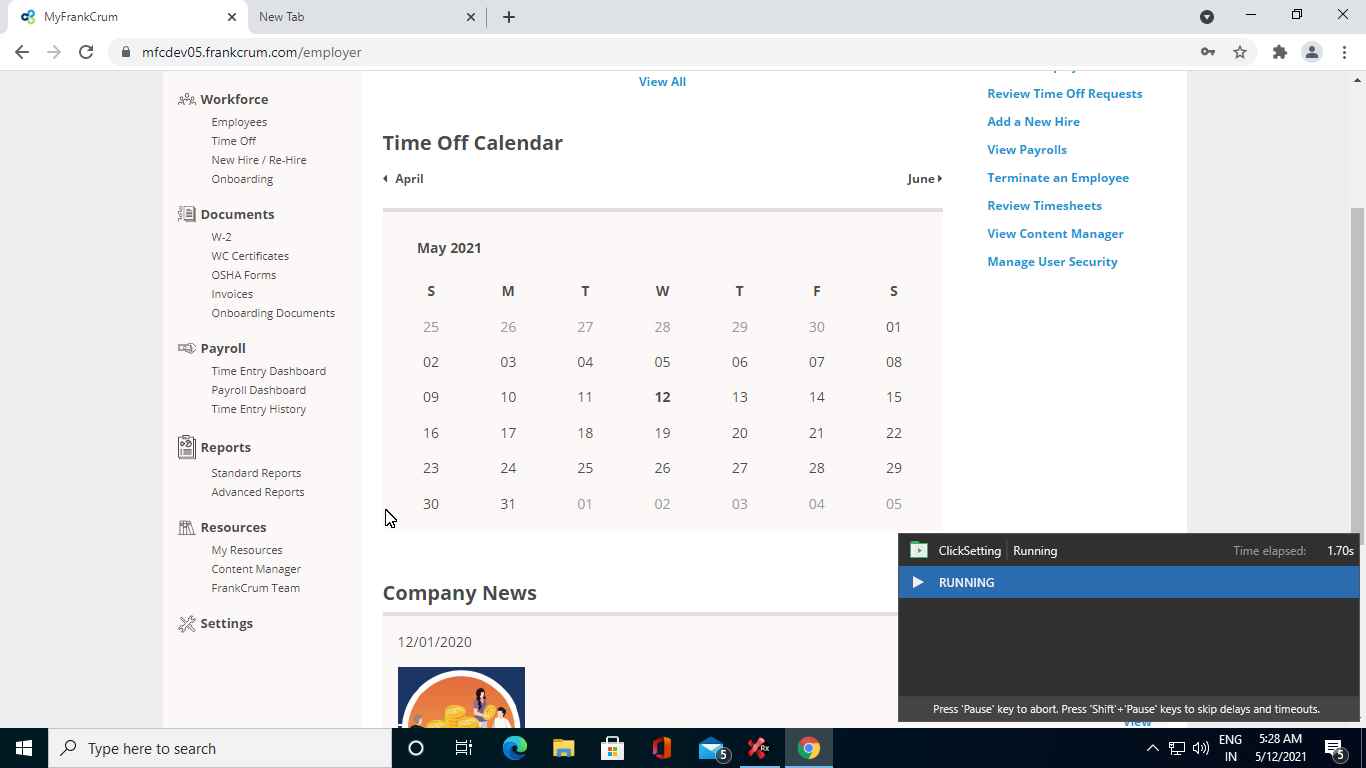 MyFrankCrum
New Tab
mfcdev05.frankcrum.com/employer
Workforce
Employees
Time Off
New Hire / Re-Hire
Onboarding
Documents
W-2
WC Certificates
OSHA Forms
Invoices
Onboarding Documents
Payroll
Time Entry Dashboard
Payroll Dashboard
Time Entry History
Reports
Standard Reports
Advanced Reports
Resources
My Resources
Content Manager
FrankCrum Team
Settings
View All
Time Off Calendar
April
June
May 2021
S M T W T F S
25 26 27 28 29 30 01
02 03 04 05 06 07 08
09 10 11 12 13 14 15
16 17 18 19 20 21 22
23 24 25 26 27 28 29
30 31 01 02 03 04 05
Company News
12/01/2020
Review Time Off Requests
Add a New Hire
View Payrolls
Terminate an Employee
Review Timesheets
View Content Manager
Manage User Security
ClickSetting Running Time elapsed: 1.70s
RUNNING
Press 'Pause' key to abort. Press 'Shift'+'Pause' keys to skip delays and timeouts.
View
Type here to search
5
Rx
ENG
IN
5:28 AM
5/12/2021
5